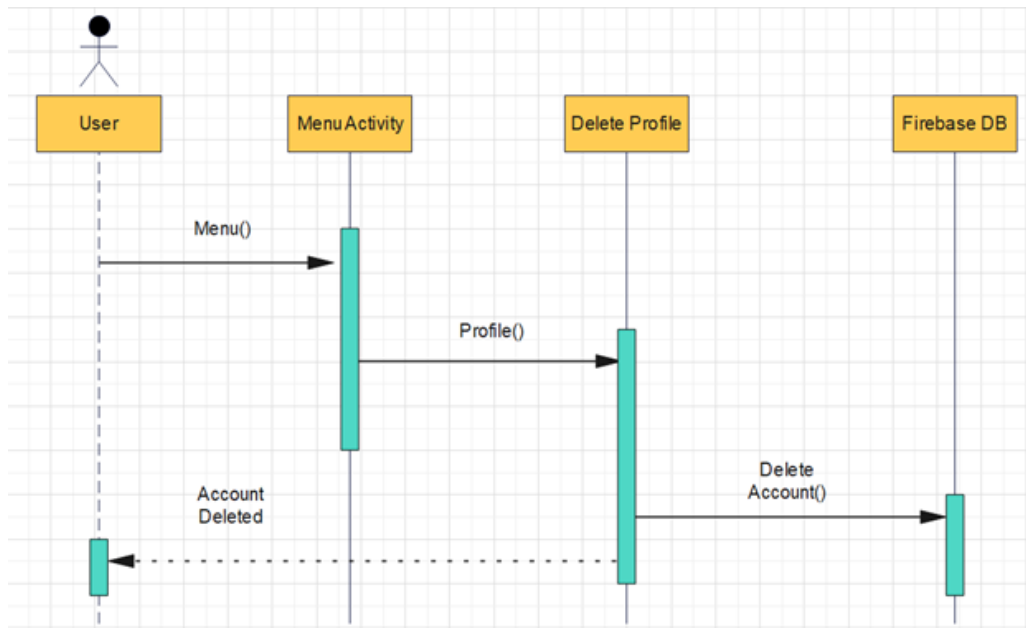 User
Menu Activity
Delete Profile
Firebase DB
Menu()
Profile()
Delete
Account()
Account
Deleted